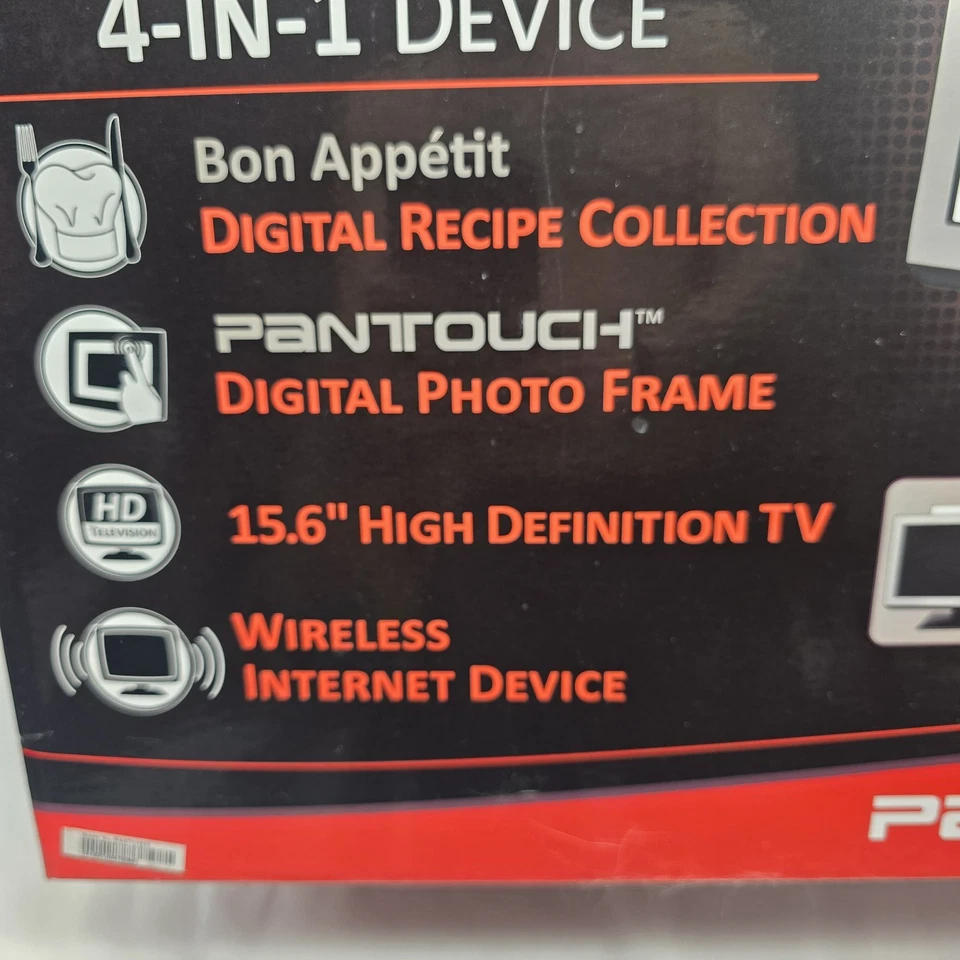 4-IN-1 DEVICE
Bon Appétit
DIGITAL RECIPE COLLECTION
PANTOUCH™
DIGITAL PHOTO FRAME
HD
TELEVISION
15.6" HIGH DEFINITION TV
WIRELESS
INTERNET DEVICE
Pa